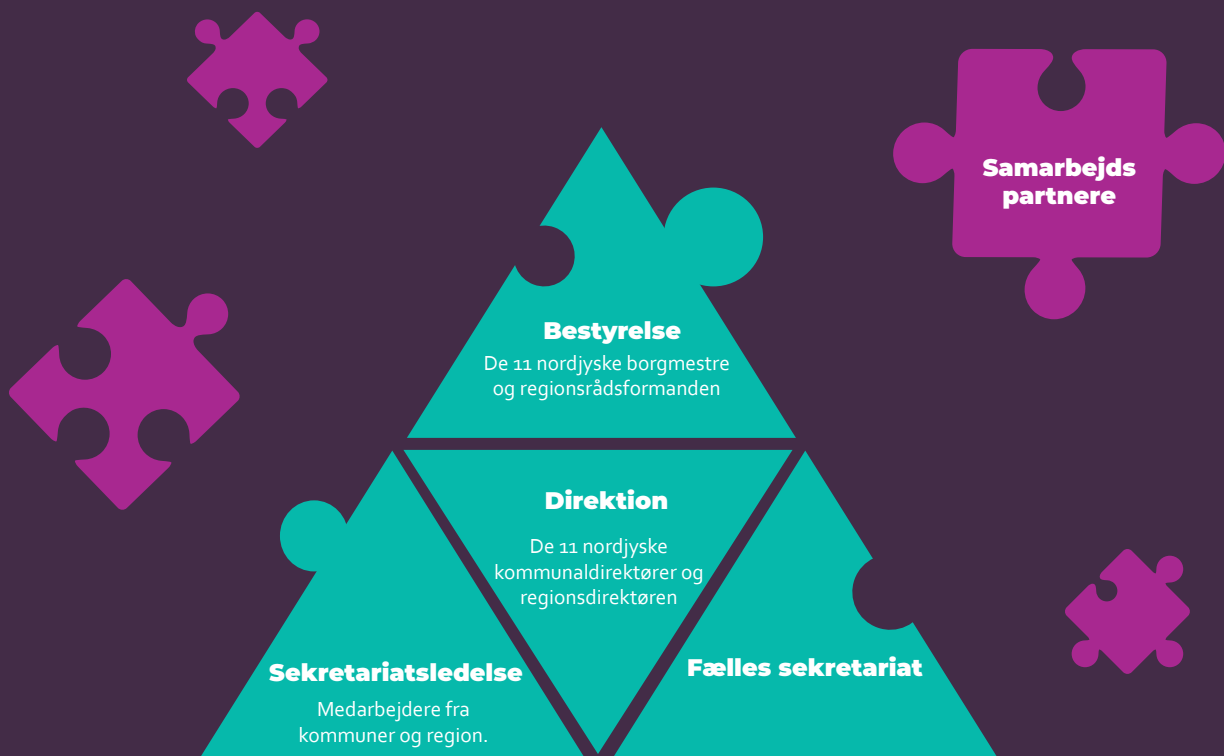 Samarbejds
partnere
Bestyrelse
De 11 nordjyske borgmestre
og regionsrådsformanden
Direktion
De 11 nordjyske
kommunaldirektører og
regionsdirektøren
Sekretariatsledelse
Medarbejdere fra
kommuner og region.
Fælles sekretariat